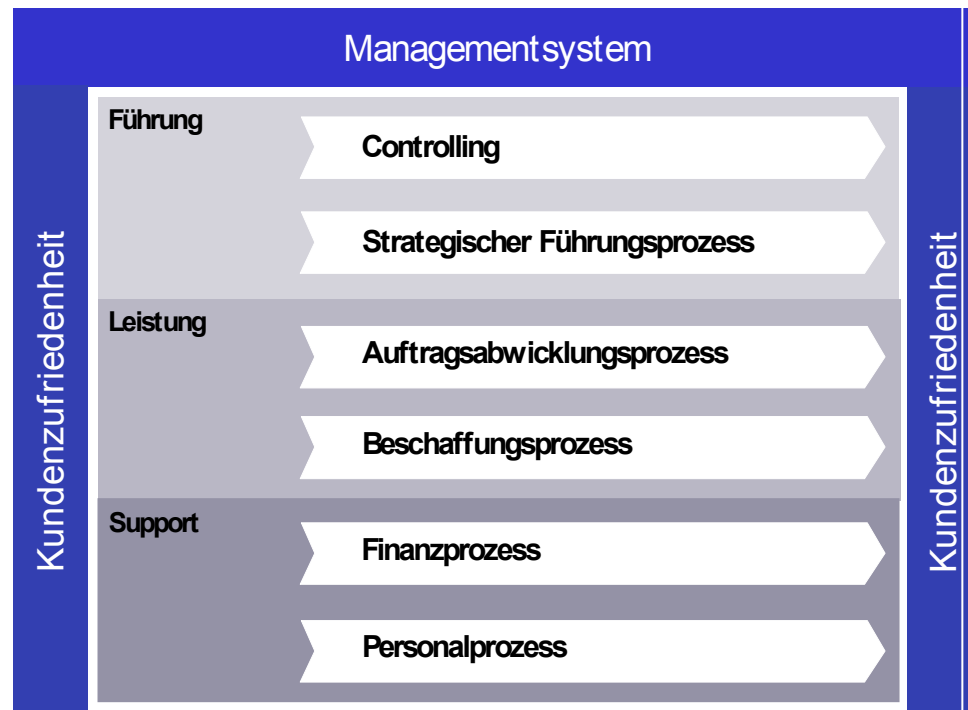 Managementsystem
Kundenzufriedenheit
Führung
Controlling
Strategischer Führungsprozess
Leistung
Auftragsabwicklungsprozess
Beschaffungsprozess
Support
Finanzprozess
Personalprozess
Kundenzufriedenheit